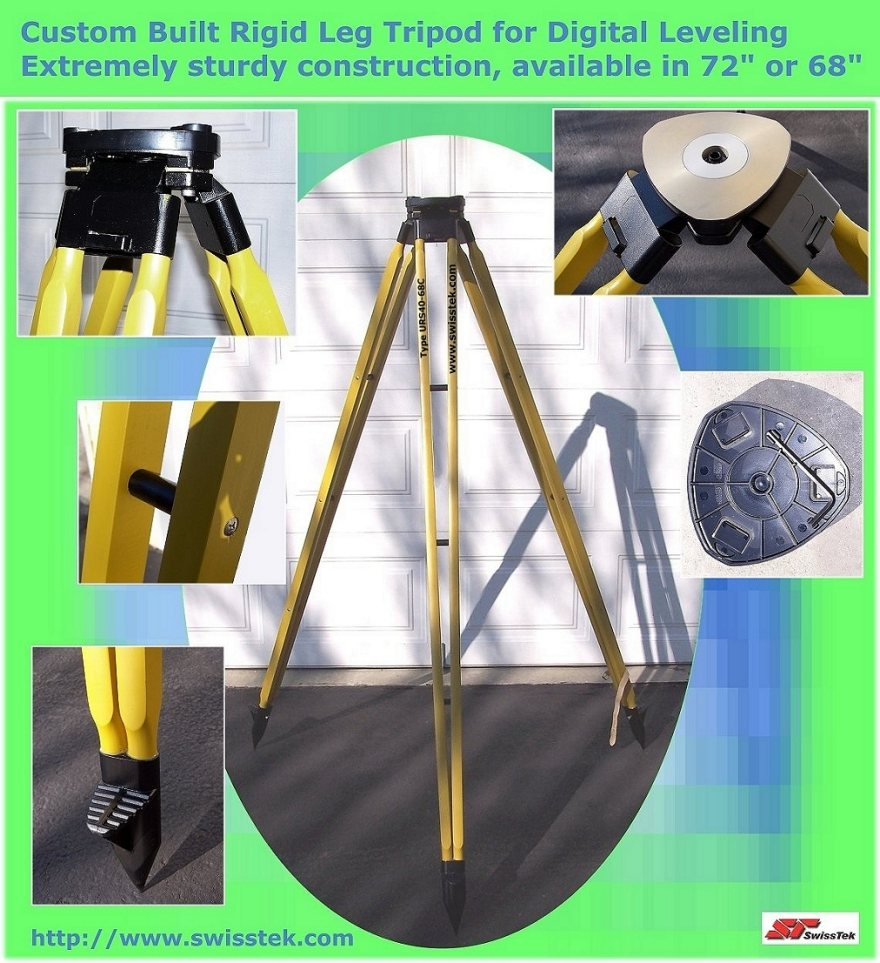 Custom Built Rigid Leg Tripod for Digital Leveling
Extremely sturdy construction, available in 72" or 68"
Type URS40-68C
www.swisstek.com
http://www.swisstek.com
ST
SwissTek